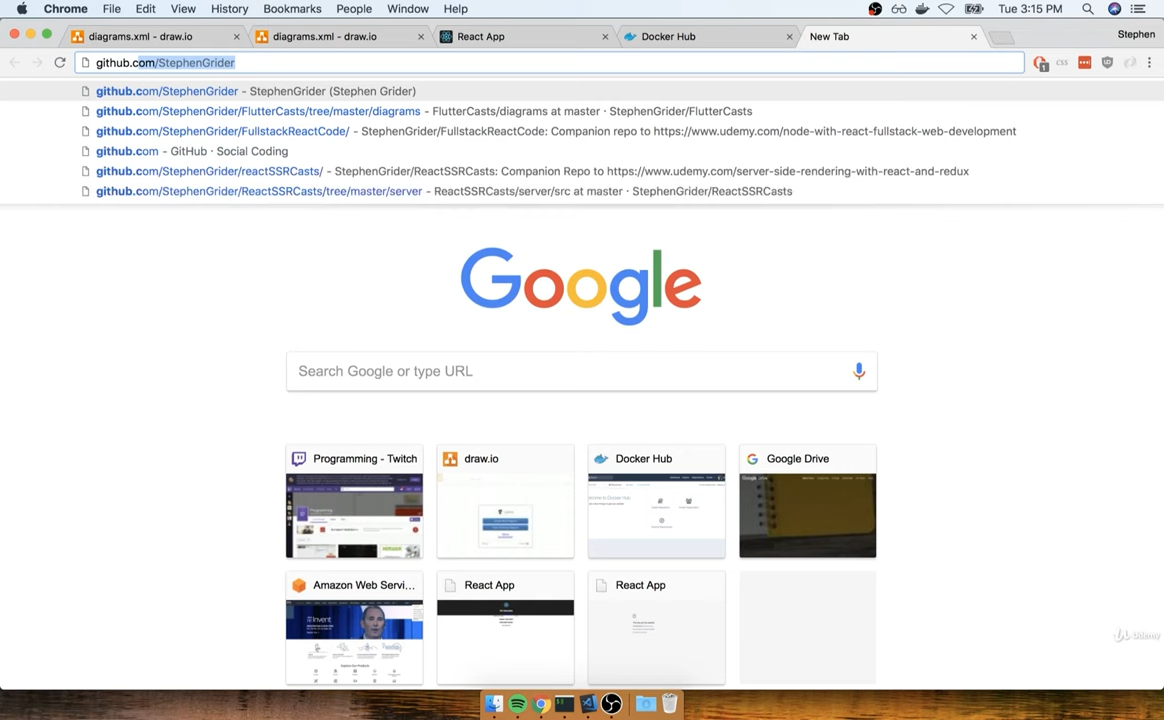 Chrome File Edit View History Bookmarks People Window Help Tue 3:15 PM
diagrams.xml - draw.io diagrams.xml - draw.io React App Docker Hub New Tab Stephen
github.com/StephenGrider
github.com/StephenGrider - StephenGrider (Stephen Grider)
github.com/StephenGrider/FlutterCasts/tree/master/diagrams - FlutterCasts/diagrams at master · StephenGrider/FlutterCasts
github.com/StephenGrider/FullstackReactCode/ - StephenGrider/FullstackReactCode: Companion repo to https://www.udemy.com/node-with-react-fullstack-web-development
github.com - GitHub · Social Coding
github.com/StephenGrider/reactSSRCasts/ - StephenGrider/ReactSSRCasts: Companion Repo to https://www.udemy.com/server-side-rendering-with-react-and-redux
github.com/StephenGrider/ReactSSRCasts/tree/master/server - ReactSSRCasts/server/src at master · StephenGrider/ReactSSRCasts
Google
Search Google or type URL
Programming - Twitch draw.io Docker Hub Google Drive
Amazon Web Servi... React App React App
Udemy